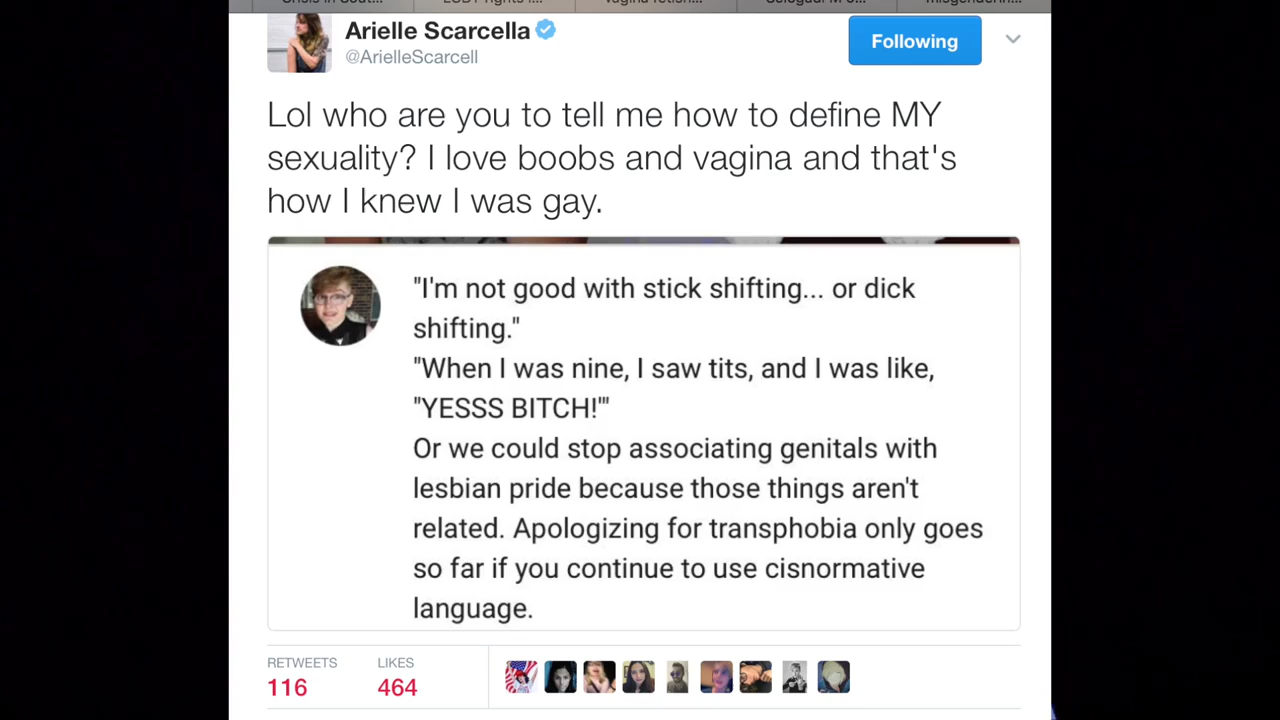 Arielle Scarcella
@ArielleScarcell
Following
Lol who are you to tell me how to define MY
sexuality? I love boobs and vagina and that's
how I knew I was gay.
"I'm not good with stick shifting... or dick
shifting."
"When I was nine, I saw tits, and I was like,
"YESSS BITCH!'"
Or we could stop associating genitals with
lesbian pride because those things aren't
related. Apologizing for transphobia only goes
so far if you continue to use cisnormative
language.
RETWEETS LIKES
116 464